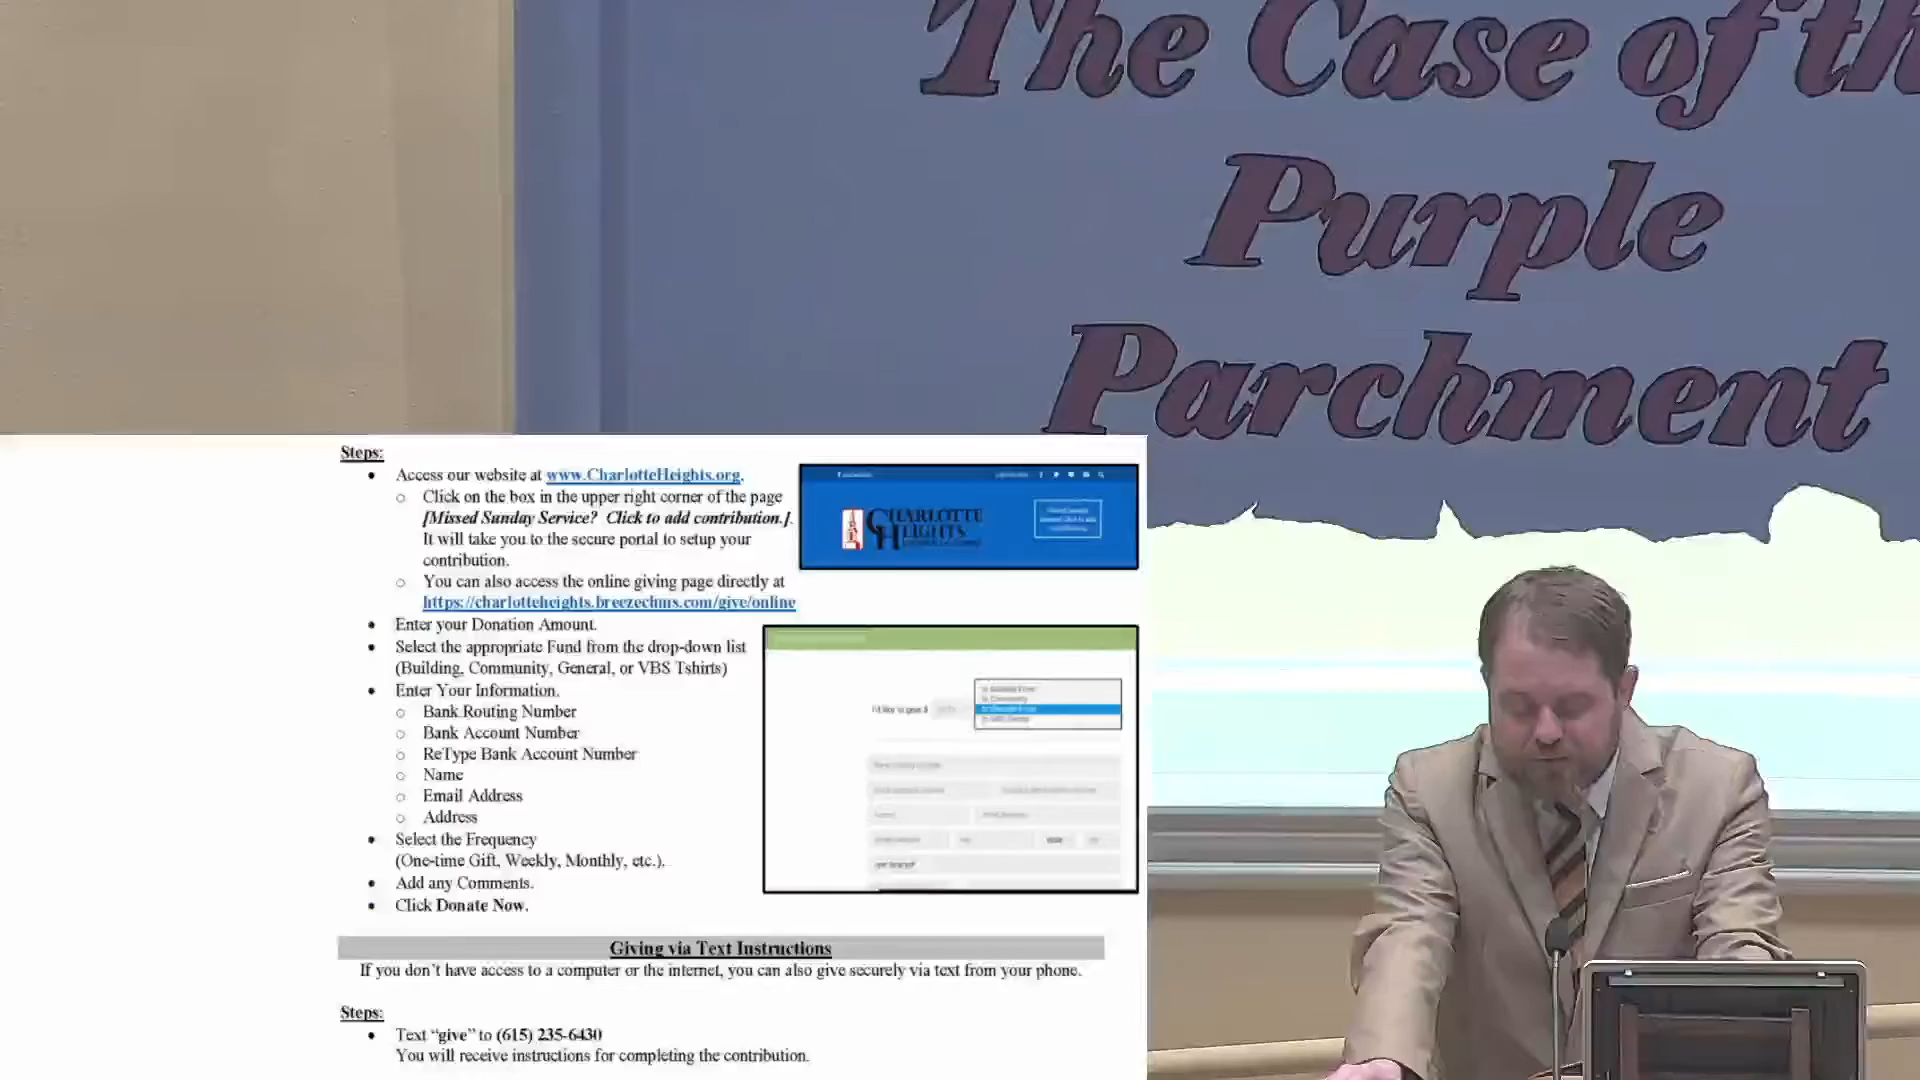 The Case of th
Purple
Parchment
Steps:
• Access our website at www.CharlotteHeights.org.
○ Click on the box in the upper right corner of the page
[Missed Sunday Service? Click to add contribution.].
It will take you to the secure portal to setup your
contribution.
○ You can also access the online giving page directly at
https://charlotteheights.breezechms.com/give/online
• Enter your Donation Amount.
• Select the appropriate Fund from the drop-down list
(Building, Community, General, or VBS Tshirts)
• Enter Your Information.
○ Bank Routing Number
○ Bank Account Number
○ ReType Bank Account Number
○ Name
○ Email Address
○ Address
• Select the Frequency
(One-time Gift, Weekly, Monthly, etc.).
• Add any Comments.
• Click Donate Now.
CHARLOTTE
HEIGHTS
I'd like to give $
Giving via Text Instructions
If you don't have access to a computer or the internet, you can also give securely via text from your phone.
Steps:
• Text “give” to (615) 235-6430
You will receive instructions for completing the contribution.